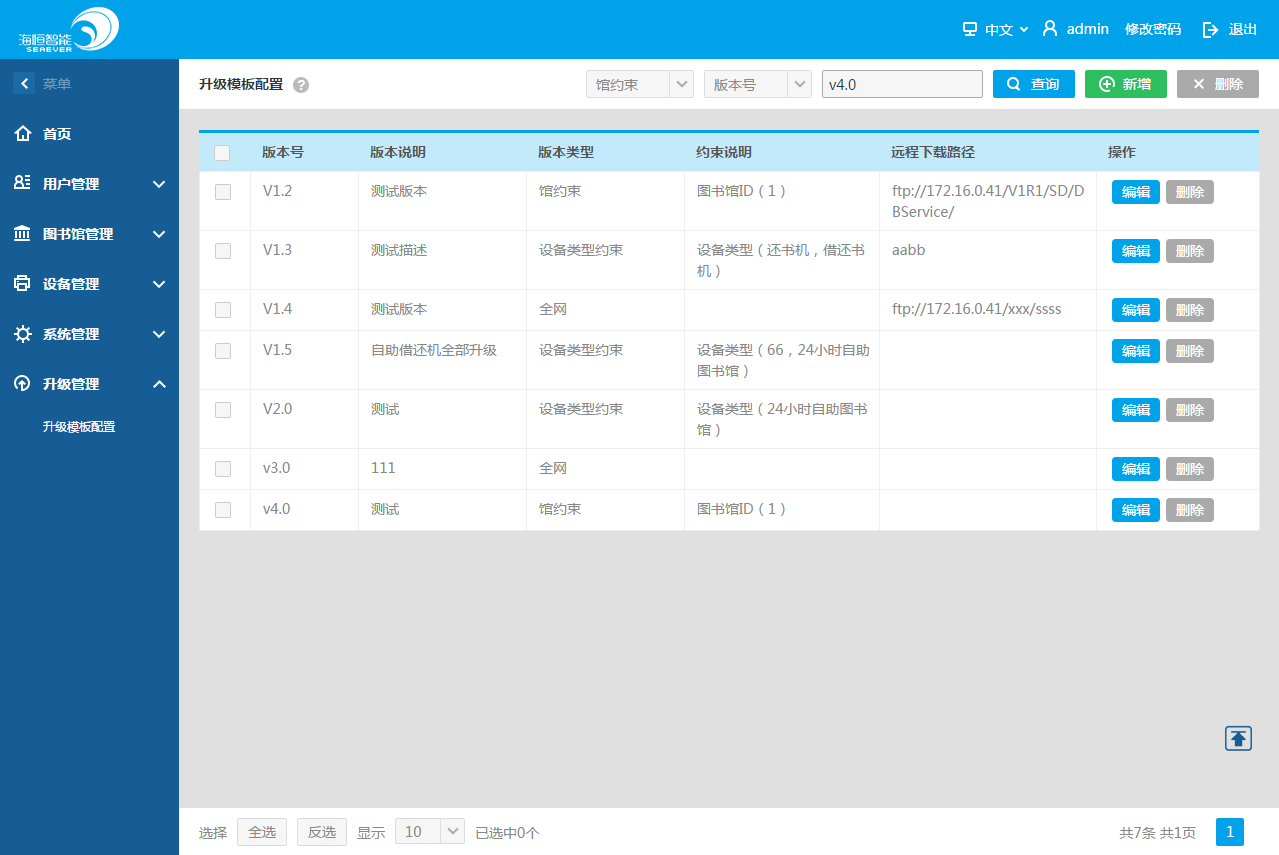 海恒智能
SEAEVER
中文 admin 修改密码 退出
菜单
首页
用户管理
图书馆管理
设备管理
系统管理
升级管理
升级模板配置
升级模板配置 ? 馆约束 版本号 v4.0 查询 新增 删除
版本号 版本说明 版本类型 约束说明 远程下载路径 操作
V1.2 测试版本 馆约束 图书馆ID（1） ftp://172.16.0.41/V1R1/SD/D 编辑 删除
BService/
V1.3 测试描述 设备类型约束 设备类型（还书机，借还书 aabb 编辑 删除
机）
V1.4 测试版本 全网 ftp://172.16.0.41/xxx/ssss 编辑 删除
V1.5 自助借还机全部升级 设备类型约束 设备类型（66，24小时自助 编辑 删除
图书馆）
V2.0 测试 设备类型约束 设备类型（24小时自助图书 编辑 删除
馆）
v3.0 111 全网 编辑 删除
v4.0 测试 馆约束 图书馆ID（1） 编辑 删除
选择 全选 反选 显示 10 已选中0个 共7条 共1页 1